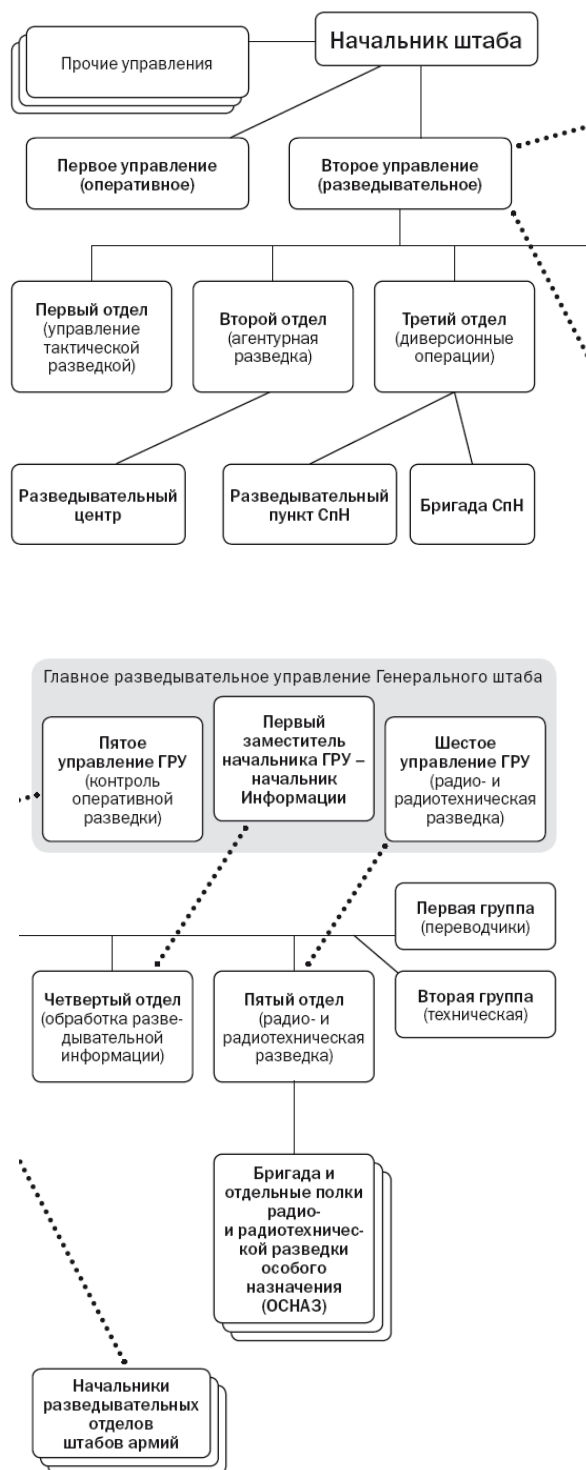 Начальник штаба
Прочие управления
Первое управление
(оперативное)
Второе управление
(разведывательное)
Первый отдел
(управление
тактической
разведкой)
Второй отдел
(агентурная
разведка)
Третий отдел
(диверсионные
операции)
Разведывательный
центр
Разведывательный
пункт СпН
Бригада СпН
Главное разведывательное управление Генерального штаба
Пятое
управление ГРУ
(контроль
оперативной
разведки)
Первый
заместитель
начальника ГРУ –
начальник
Информации
Шестое
управление ГРУ
(радио- и
радиотехническая
разведка)
Первая группа
(переводчики)
Четвертый отдел
(обработка разве-
дывательной
информации)
Пятый отдел
(радио- и
радиотехническая
разведка)
Вторая группа
(техническая)
Бригада и
отдельные полки
радио-
и радиотехничес-
кой разведки
особого
назначения
(ОСНАЗ)
Начальники
разведывательных
отделов
штабов армий